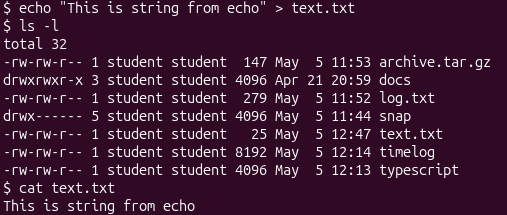 $ echo "This is string from echo" > text.txt
$ ls -l
total 32
-rw-rw-r-- 1 student student  147 May  5 11:53 archive.tar.gz
drwxrwxr-x 3 student student 4096 Apr 21 20:59 docs
-rw-rw-r-- 1 student student  279 May  5 11:52 log.txt
drwx------ 5 student student 4096 May  5 11:44 snap
-rw-rw-r-- 1 student student   25 May  5 12:47 text.txt
-rw-rw-r-- 1 student student 8192 May  5 12:14 timelog
-rw-rw-r-- 1 student student 4096 May  5 12:13 typescript
$ cat text.txt
This is string from echo